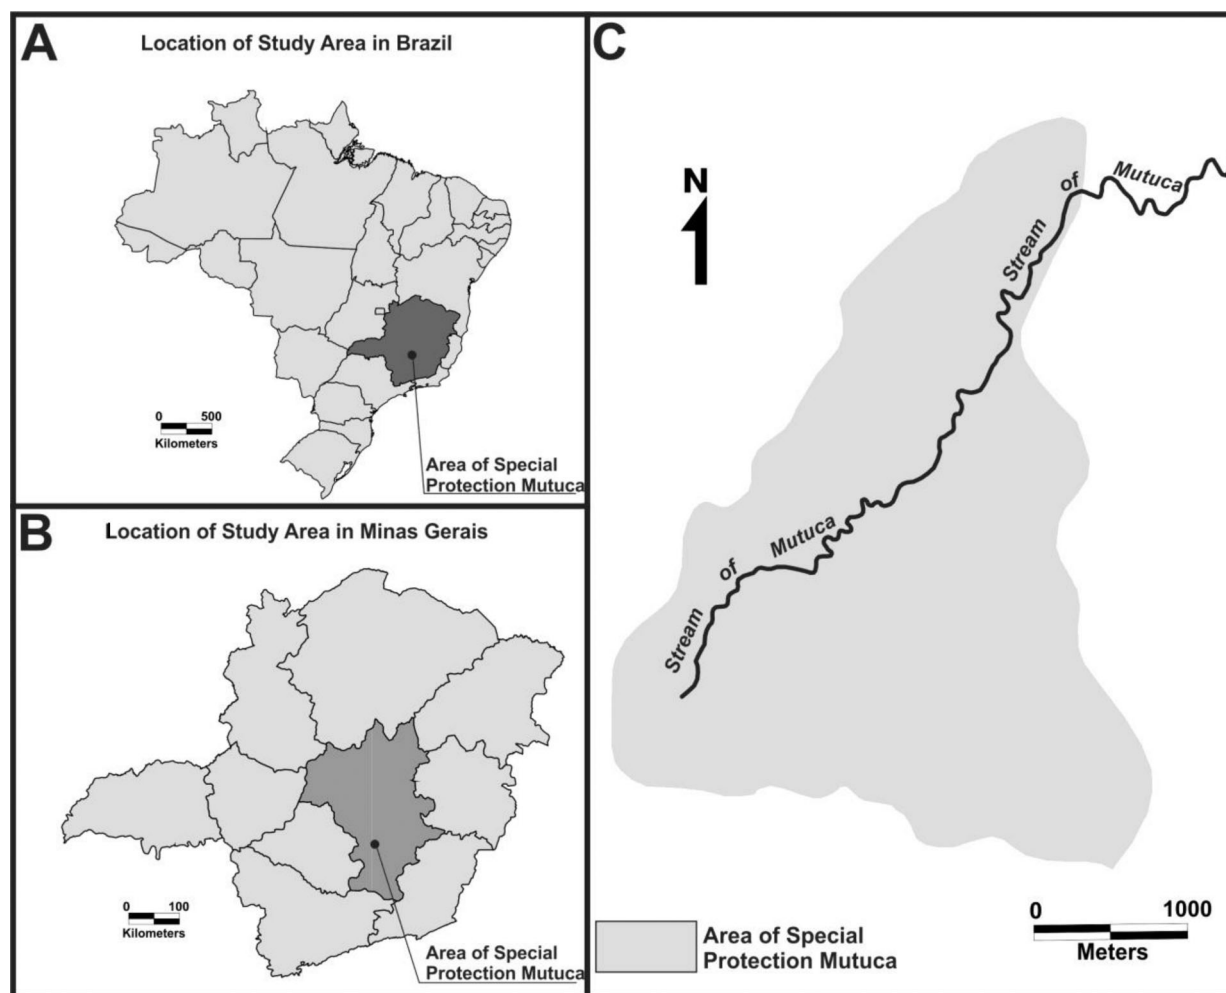 A
Location of Study Area in Brazil
0 500
Kilometers
Area of Special
Protection Mutuca
B
Location of Study Area in Minas Gerais
0 100
Kilometers
Area of Special
Protection Mutuca
C
N
Stream of Mutuca
Stream of Mutuca
Area of Special
Protection Mutuca
0 1000
Meters